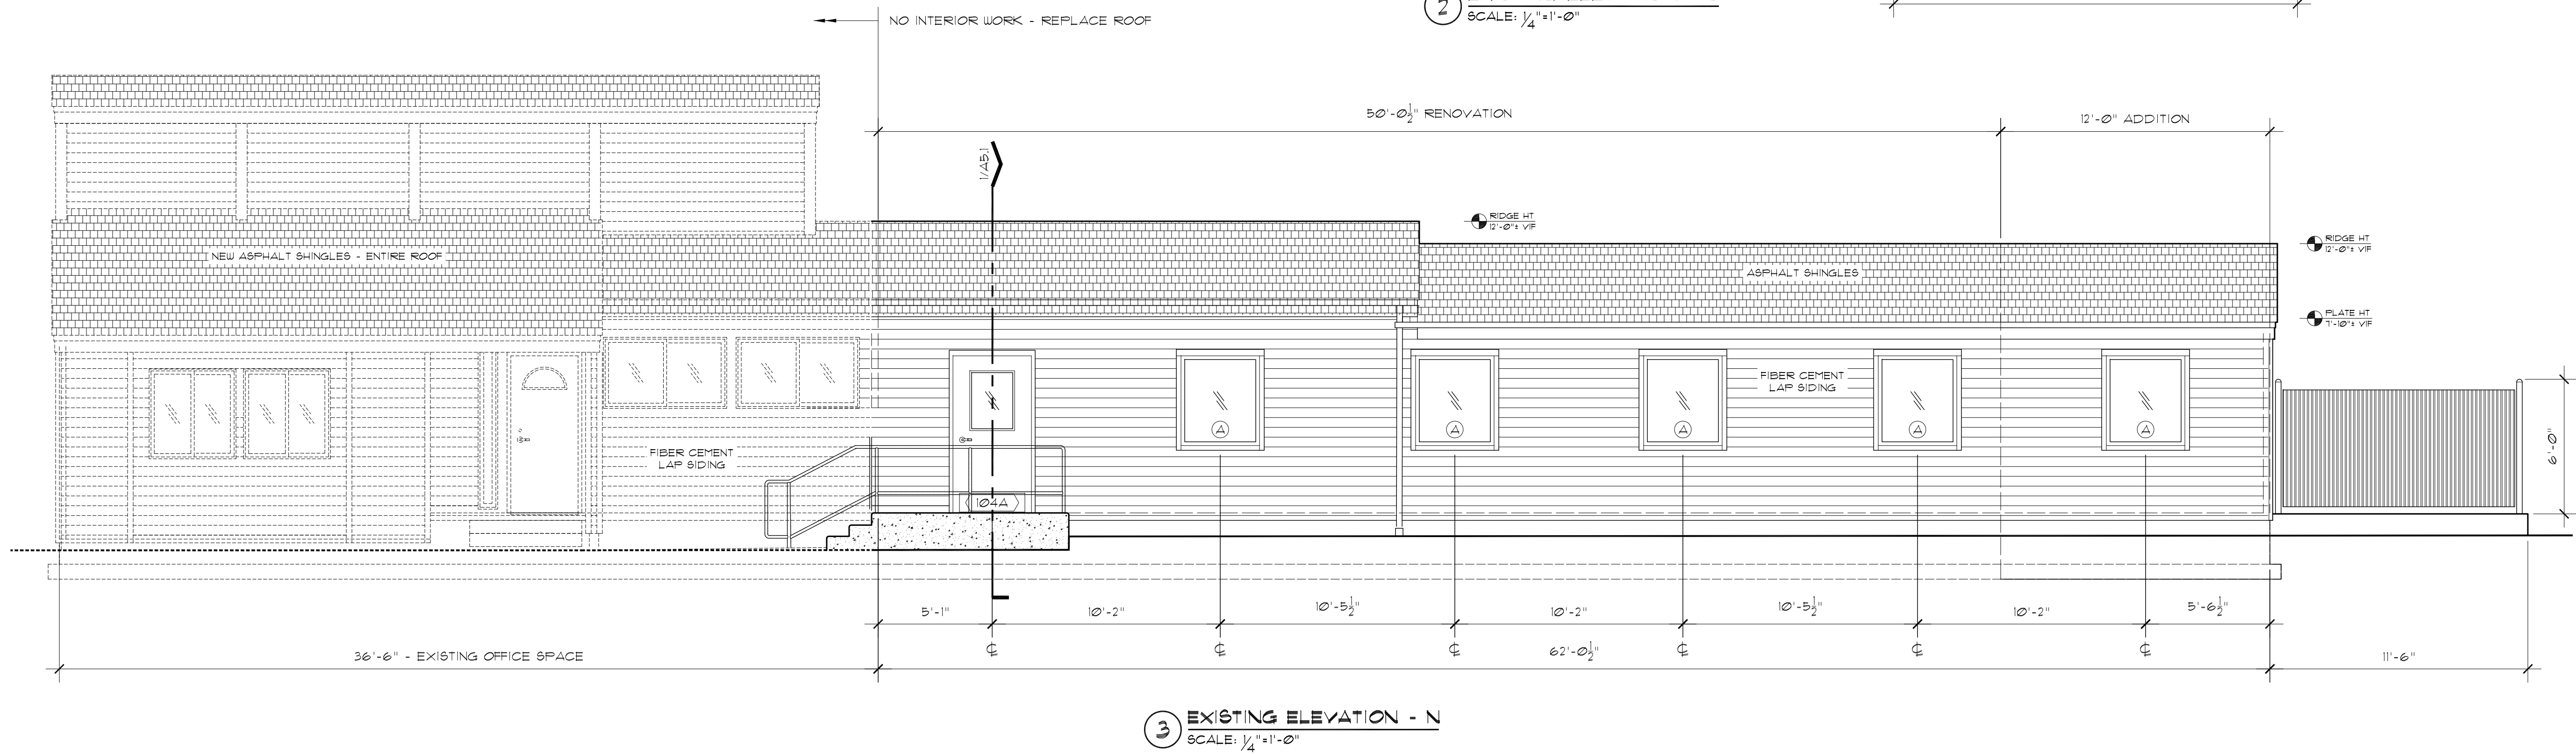 2
SCALE: 1/4"=1'-0"
NO INTERIOR WORK - REPLACE ROOF
50'-0 1/2" RENOVATION
12'-0" ADDITION
1/A5.1
RIDGE HT
12'-0"± VIF
RIDGE HT
12'-0"± VIF
NEW ASPHALT SHINGLES - ENTIRE ROOF
ASPHALT SHINGLES
PLATE HT
7'-10"± VIF
FIBER CEMENT
LAP SIDING
A
A
A
A
A
6'-0"
FIBER CEMENT
LAP SIDING
104A
5'-1"
10'-2"
10'-5 1/2"
10'-2"
10'-5 1/2"
10'-2"
5'-6 1/2"
℄
℄
℄
℄
℄
℄
36'-6" - EXISTING OFFICE SPACE
62'-0 1/2"
11'-6"
3
EXISTING ELEVATION - N
SCALE: 1/4"=1'-0"